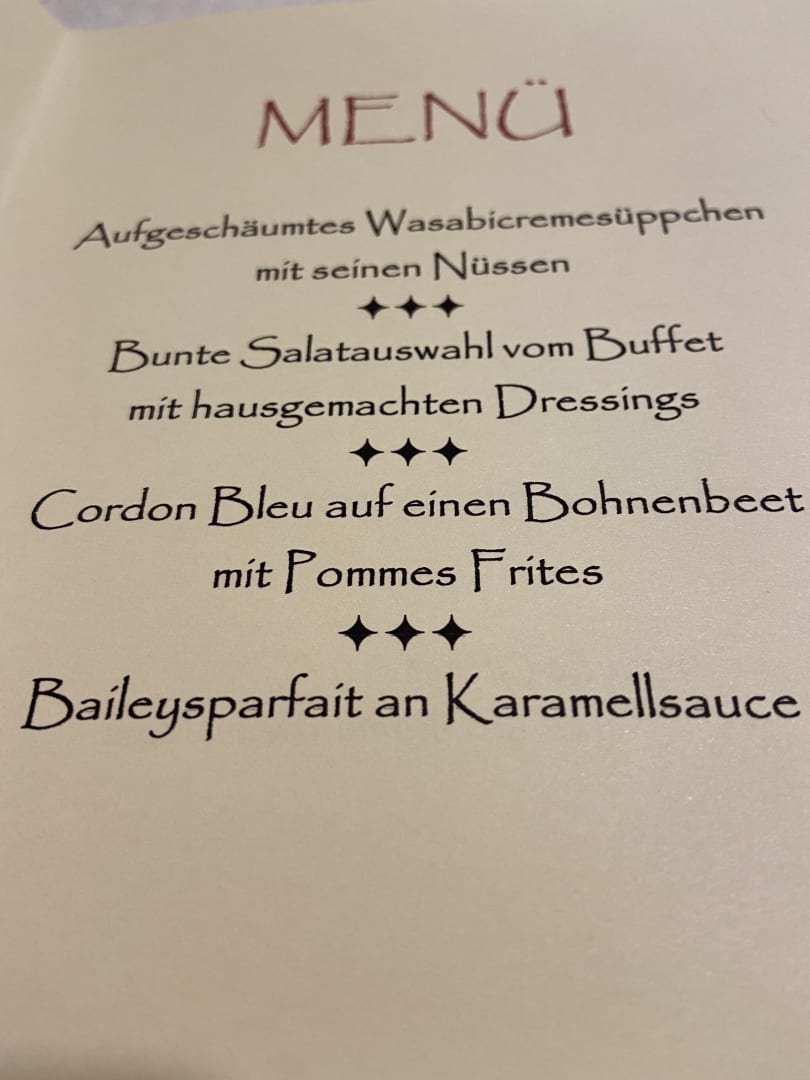 MENÜ
Aufgeschäumtes Wasabicremesüppchen
mit seinen Nüssen
Bunte Salatauswahl vom Buffet
mit hausgemachten Dressings
Cordon Bleu auf einen Bohnenbeet
mit Pommes Frites
Baileysparfait an Karamellsauce